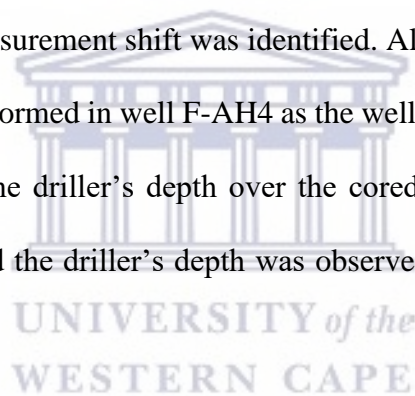 surement shift was identified. Al
ormed in well F-AH4 as the well
ne driller’s depth over the cored
d the driller’s depth was observe
UNIVERSITY of the
WESTERN CAPE